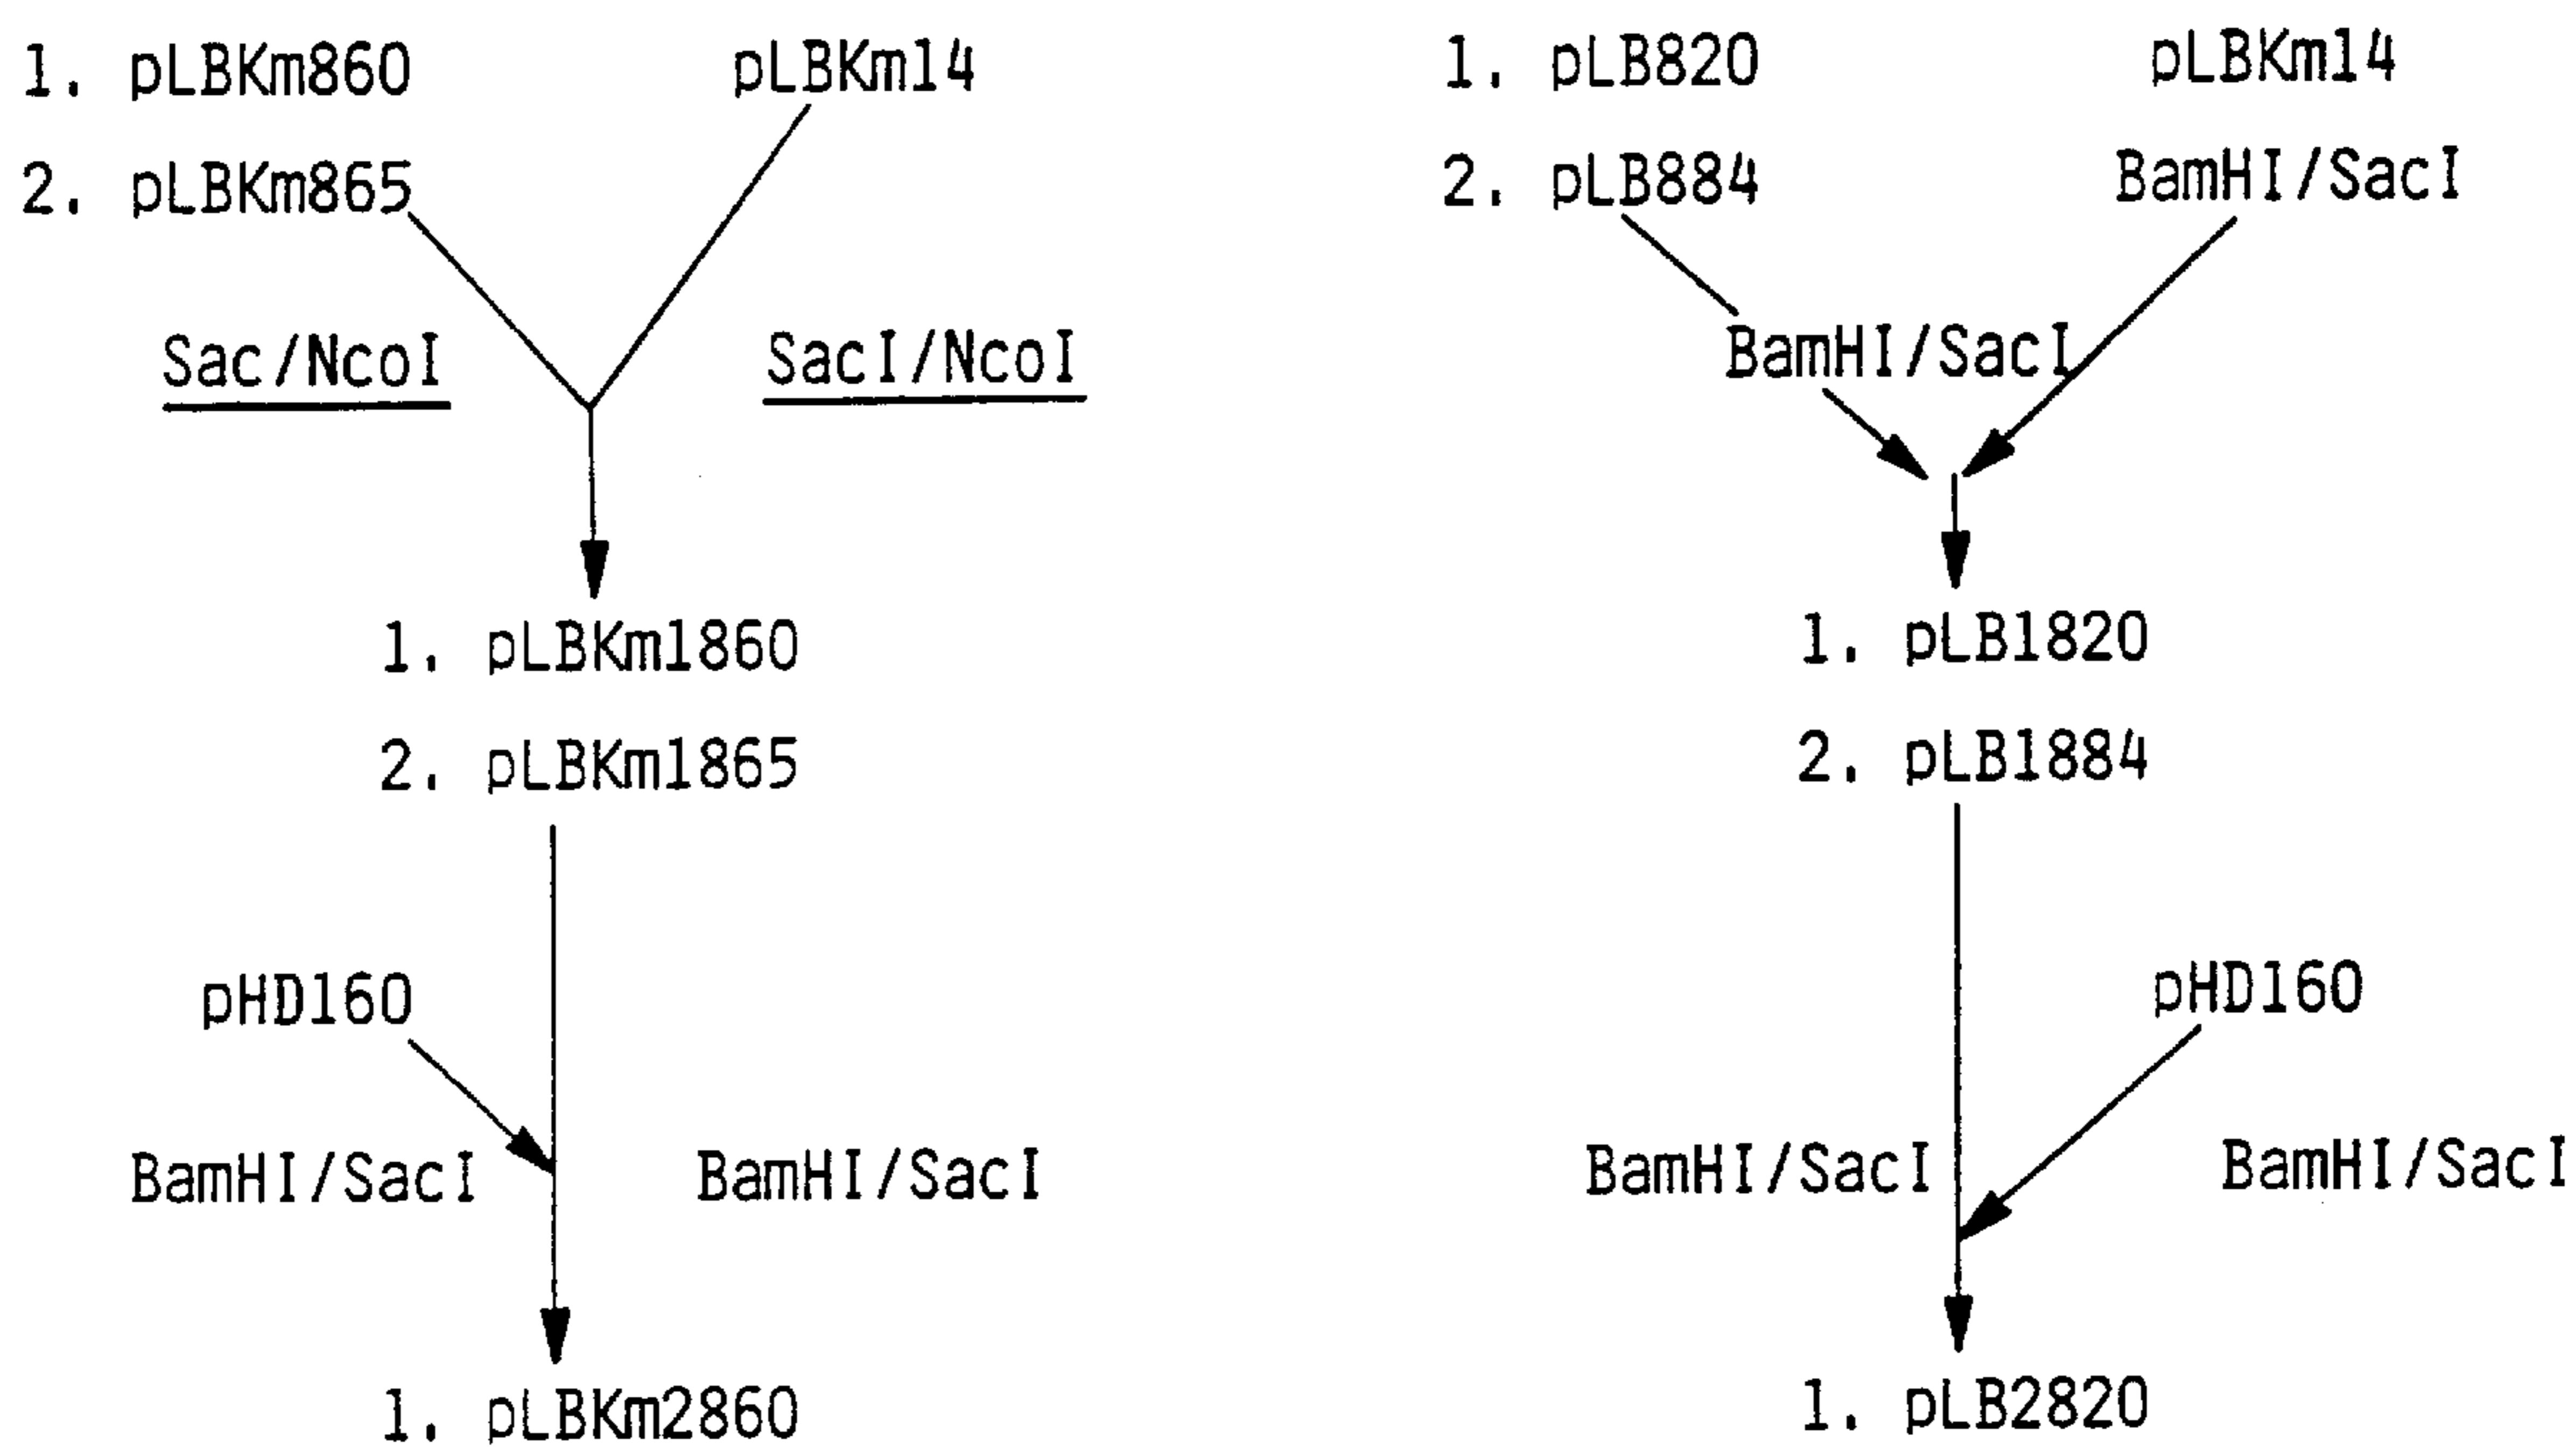 1. pLBKm860
pLBKm14
2. pLBKm865
Sac/NcoI
SacI/NcoI
1. pLBKm1860
2. pLBKm1865
pHD160
BamHI/SacI
BamHI/SacI
1. pLBKm2860
1. pLB820
pLBKm14
2. pLB884
BamHI/SacI
BamHI/SacI
1. pLB1820
2. pLB1884
pHD160
BamHI/SacI
BamHI/SacI
1. pLB2820